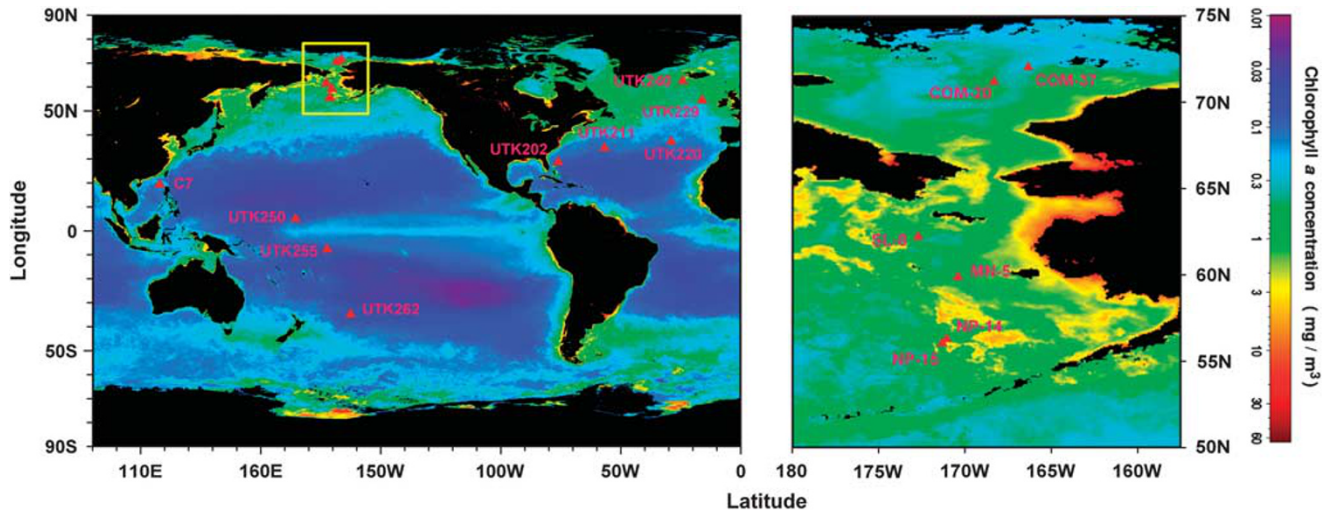 90N
50N
0
50S
90S
Longitude
110E
160E
150W
100W
50W
0
UTK240
UTK229
UTK211
UTK202
UTK220
C7
UTK250
UTK255
UTK262
75N
70N
65N
60N
55N
50N
COM-20
COM-37
SL-8
MN-5
NP-14
NP-15
180
175W
170W
165W
160W
Latitude
0.01
0.03
0.1
0.3
1
3
10
30
60
Chlorophyll a concentration ( mg / m³)